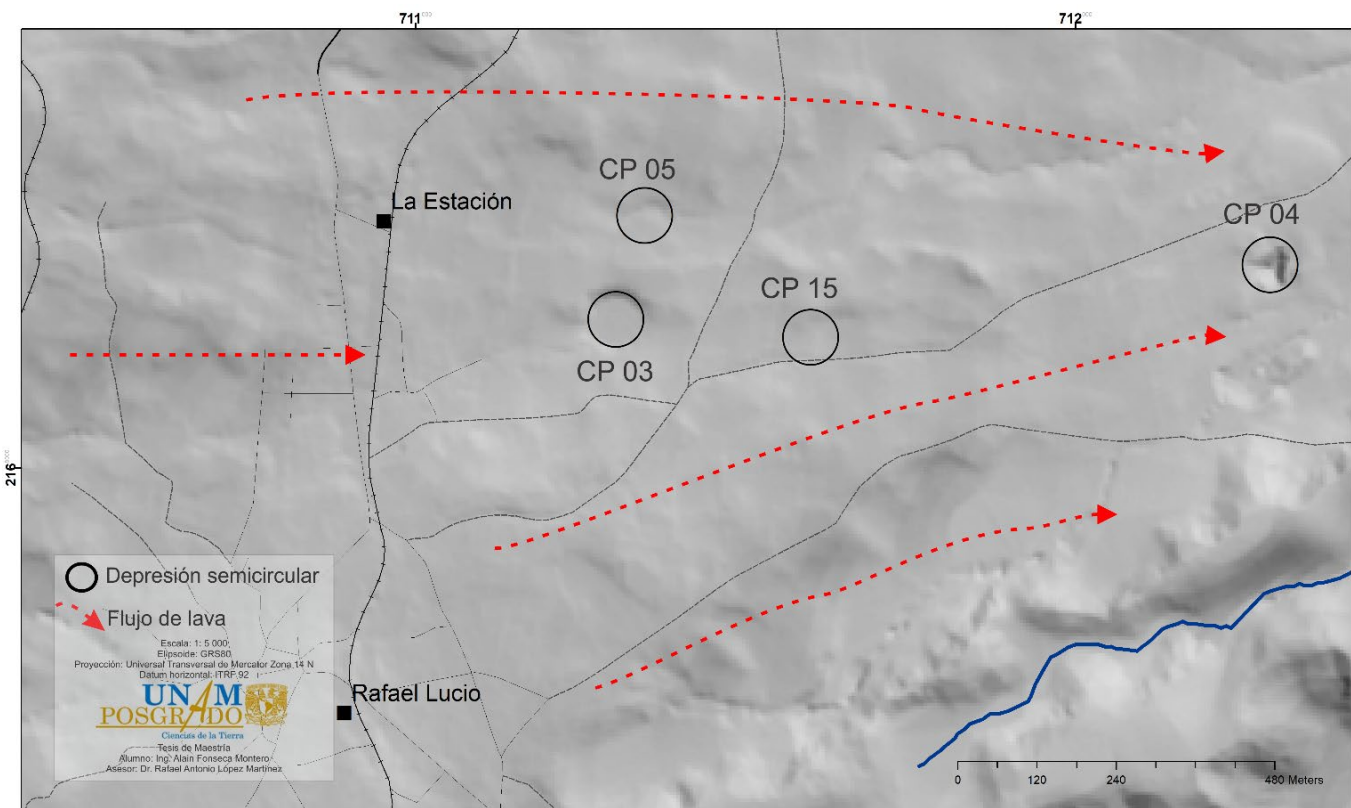 711000
712000
CP 05
La Estación
CP 04
CP 15
CP 03
216
Depresión semicircular
Flujo de lava
Escala: 1: 5 000
Elipsoide: GRS80
Proyección: Universal Transversal de Mercator Zona 14 N
Datum horizontal: ITRF 92
UNAM
POSGRADO
Ciencias de la Tierra
Tesis de Maestría
Alumno: Ing. Alain Fonseca Montero
Asesor: Dr. Rafael Antonio López Martínez
Rafael Lucio
0 120 240 480 Meters